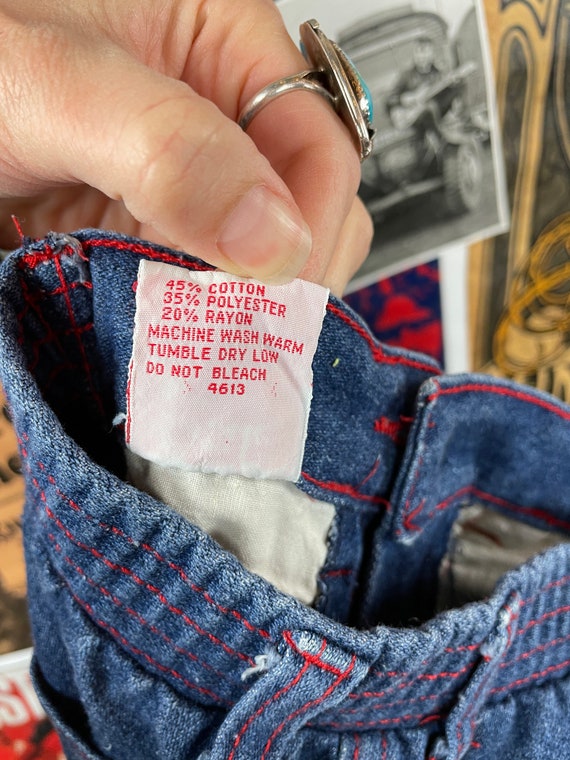 45% COTTON
35% POLYESTER
20% RAYON
MACHINE WASH WARM
TUMBLE DRY LOW
DO NOT BLEACH
4613